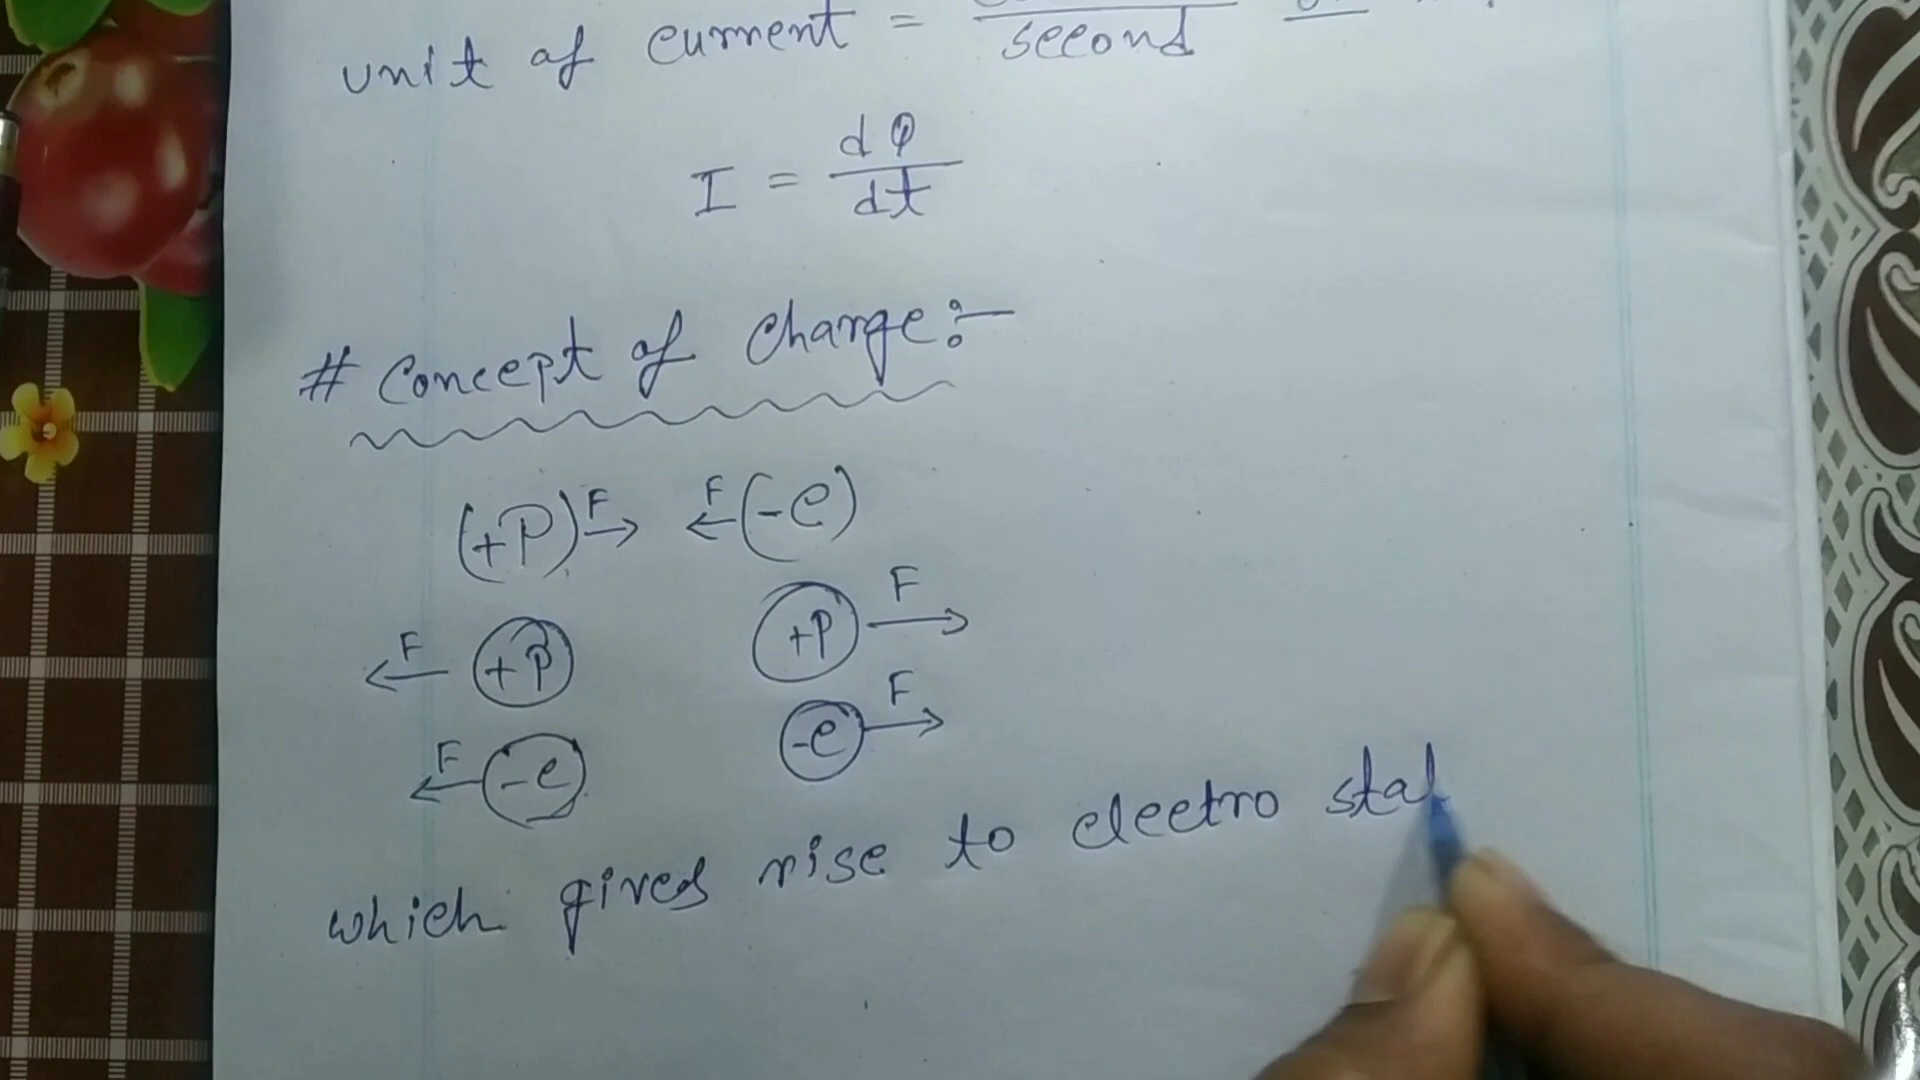 unit of current = second
I = dQ/dt
# Concept of Charge:-
(+P) F → ← F (-e)
← F (+P) (+P) F →
← F (-e) (-e) F →
which gives rise to electro stat